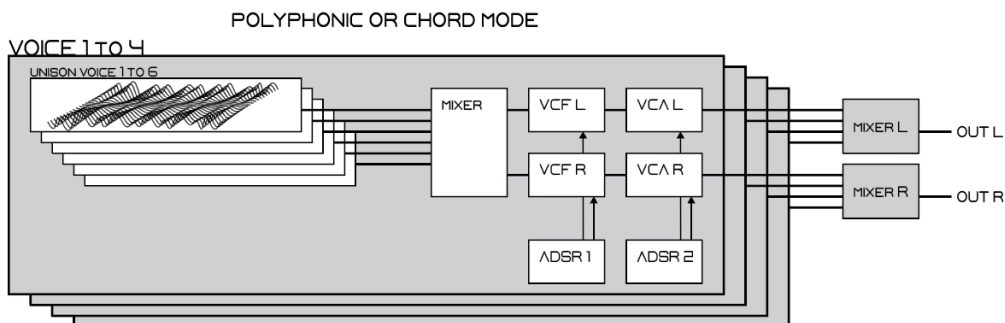 POLYPHONIC OR CHORD MODE
VOICE 1 TO 4
UNISON VOICE 1 TO 6
MIXER
VCF L
VCA L
MIXER L
OUT L
VCF R
VCA R
MIXER R
OUT R
ADSR 1
ADSR 2